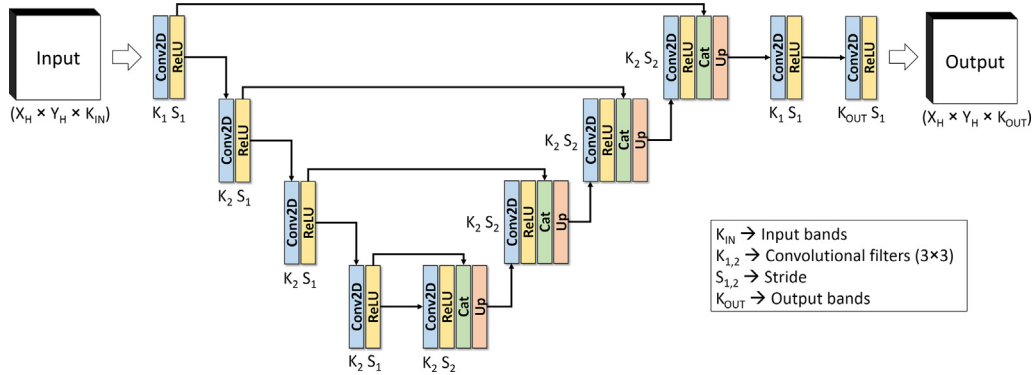 Input
(X_H × Y_H × K_IN)
Conv2D
ReLU
K_1 S_1
Conv2D
ReLU
K_2 S_1
Conv2D
ReLU
K_2 S_1
Conv2D
ReLU
K_2 S_1
Conv2D
ReLU
Cat
Up
K_2 S_2
K_2 S_2
Conv2D
ReLU
Cat
Up
K_2 S_2
Conv2D
ReLU
Cat
Up
K_2 S_2
Conv2D
ReLU
Cat
Up
Conv2D
ReLU
K_1 S_1
Conv2D
ReLU
K_OUT S_1
Output
(X_H × Y_H × K_OUT)
K_IN → Input bands
K_1,2 → Convolutional filters (3×3)
S_1,2 → Stride
K_OUT → Output bands